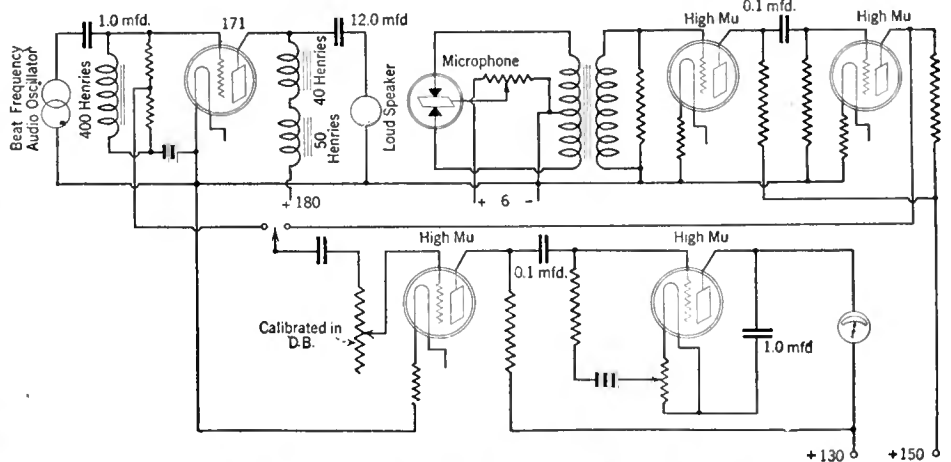 1.0 mfd.
171
12.0 mfd
Beat Frequency
Audio Oscillator
400 Henries
40 Henries
50
Henries
Loud Speaker
+ 180
Microphone
+ 6 -
High Mu
0.1 mfd.
High Mu
Calibrated in
D.B.
High Mu
0.1 mfd.
High Mu
1.0 mfd
+130
+150